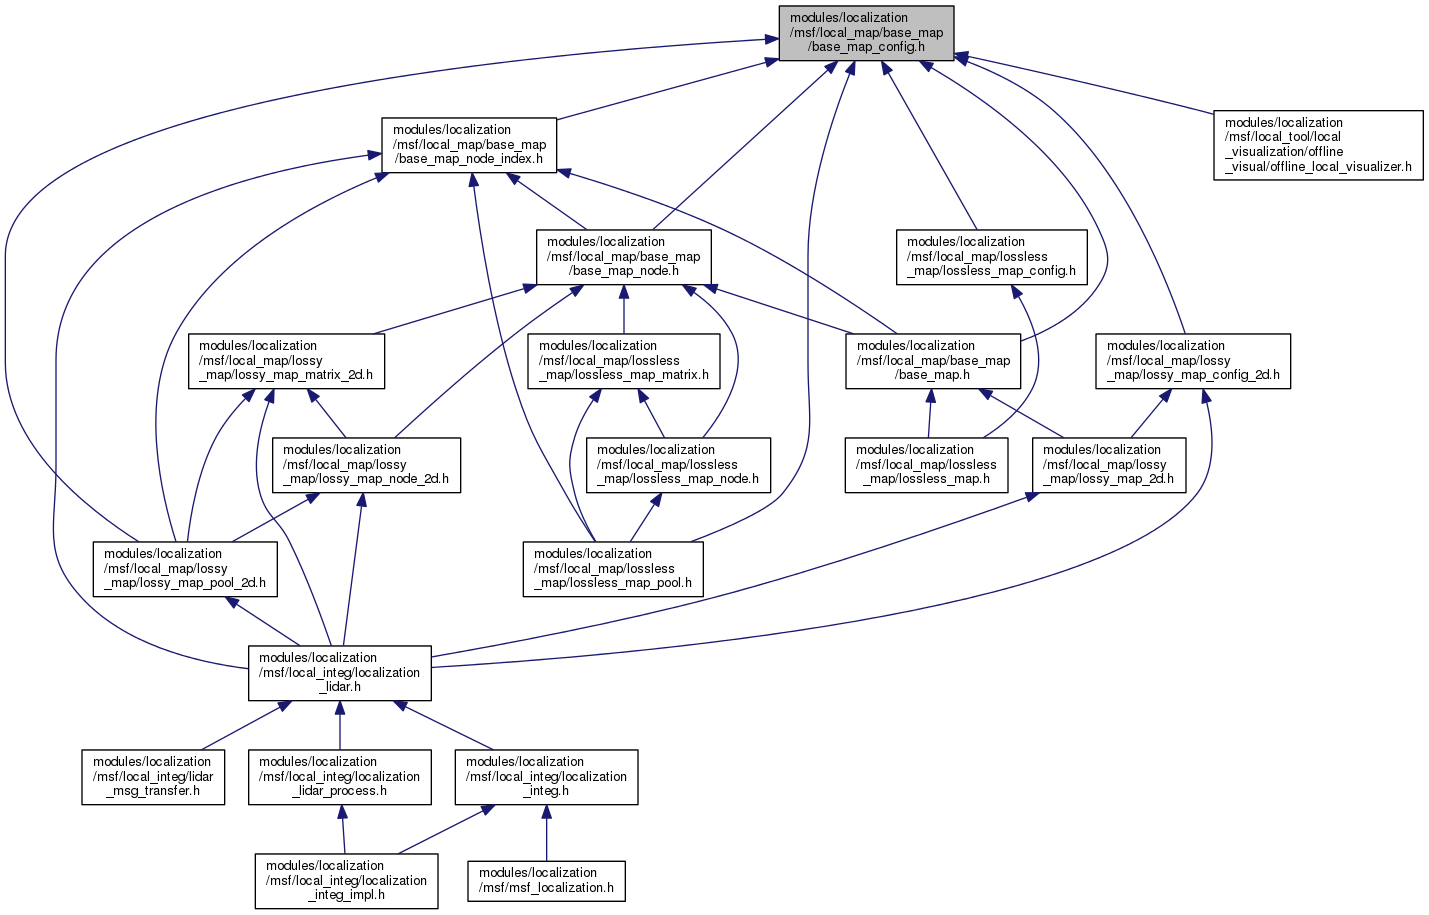 modules/localization
/msf/local_map/base_map
/base_map_config.h
modules/localization
/msf/local_map/base_map
/base_map_node_index.h
modules/localization
/msf/local_tool/local
_visualization/offline
_visual/offline_local_visualizer.h
modules/localization
/msf/local_map/base_map
/base_map_node.h
modules/localization
/msf/local_map/lossless
_map/lossless_map_config.h
modules/localization
/msf/local_map/lossy
_map/lossy_map_matrix_2d.h
modules/localization
/msf/local_map/lossless
_map/lossless_map_matrix.h
modules/localization
/msf/local_map/base_map
/base_map.h
modules/localization
/msf/local_map/lossy
_map/lossy_map_config_2d.h
modules/localization
/msf/local_map/lossy
_map/lossy_map_node_2d.h
modules/localization
/msf/local_map/lossless
_map/lossless_map_node.h
modules/localization
/msf/local_map/lossless
_map/lossless_map.h
modules/localization
/msf/local_map/lossy
_map/lossy_map_2d.h
modules/localization
/msf/local_map/lossy
_map/lossy_map_pool_2d.h
modules/localization
/msf/local_map/lossless
_map/lossless_map_pool.h
modules/localization
/msf/local_integ/localization
_lidar.h
modules/localization
/msf/local_integ/lidar
_msg_transfer.h
modules/localization
/msf/local_integ/localization
_lidar_process.h
modules/localization
/msf/local_integ/localization
_integ.h
modules/localization
/msf/local_integ/localization
_integ_impl.h
modules/localization
/msf/msf_localization.h